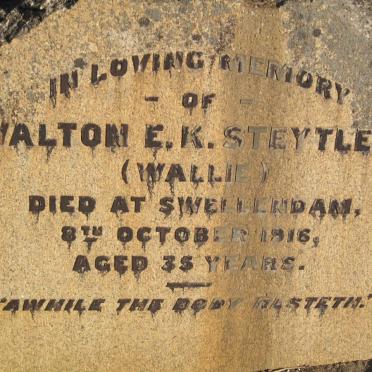 IN LOVING MEMORY
- OF -
WALTON E. K. STEYTLE
(WALLIE)
DIED AT SWELLENDAM,
8TH OCTOBER 1916,
AGED 35 YEARS.
"AWHILE THE BODY RESTETH."